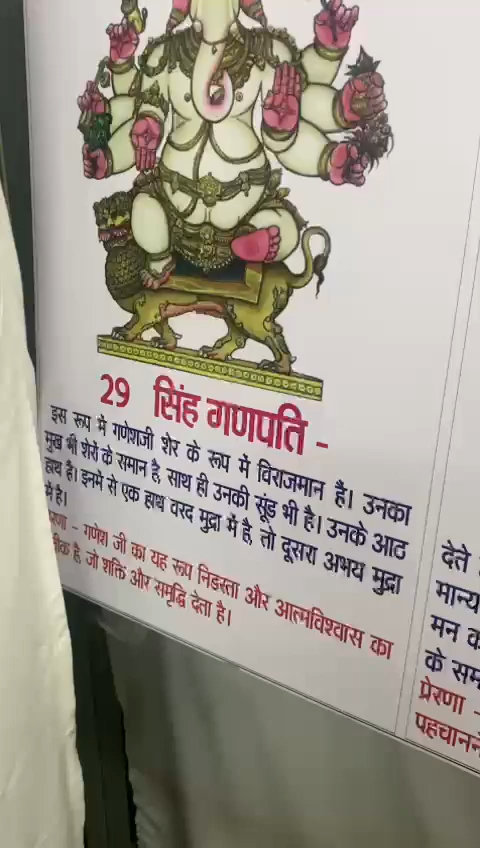 29 सिंह गणपति -
इस रूप में गणेशजी शेर के रूप में विराजमान है। उनका
मुख भी शेरों के समान है, साथ ही उनकी सूंड भी है। उनके आठ
हाथ है। इनमें से एक हाथ वरद मुद्रा में है, तो दूसरा अभय मुद्रा
में है।
- गणेश जी का यह रूप निडरता और आत्मविश्वास का
है, जो शक्ति और समृद्धि देता है।
देते
मान्य
मन
के सम
प्रेरणा -
पहचानने